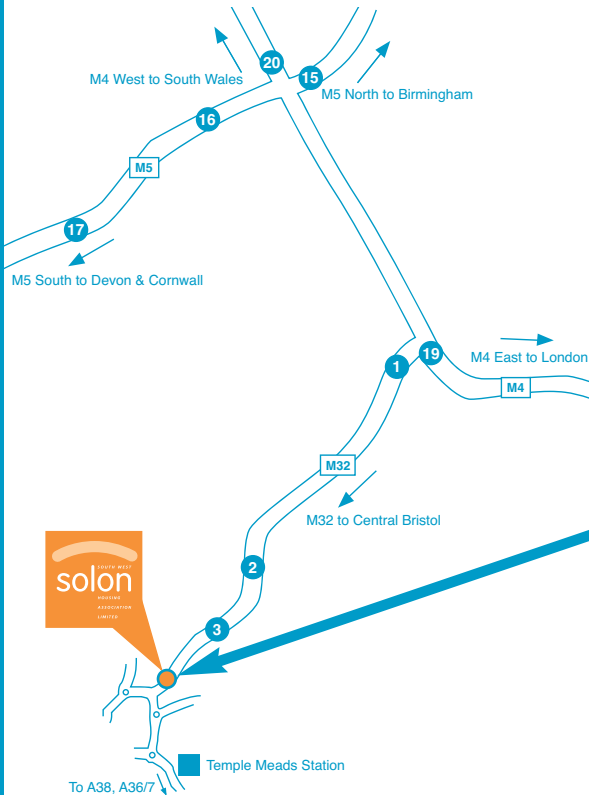 20
M4 West to South Wales
15
M5 North to Birmingham
16
M5
17
M5 South to Devon & Cornwall
19
M4 East to London
1
M4
M32
M32 to Central Bristol
SOUTH WEST
solon
HOUSING
ASSOCIATION
LIMITED
2
3
Temple Meads Station
To A38, A36/7